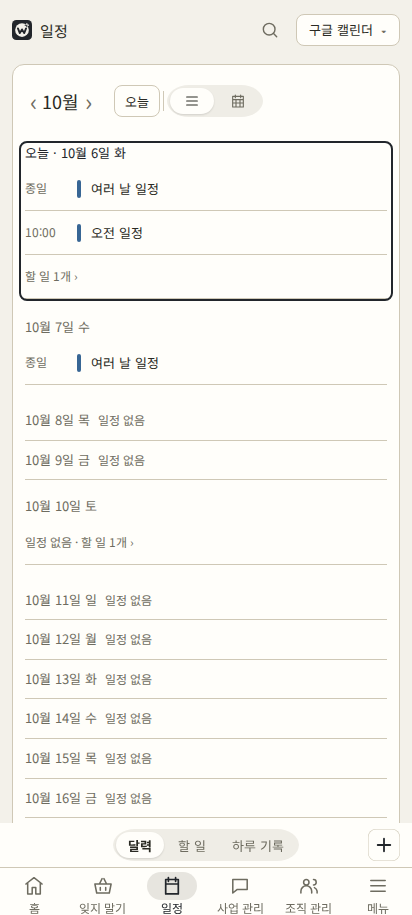 일정
구글 캘린더
‹ 10월 ›
오늘
오늘 · 10월 6일 화
종일 여러 날 일정
10:00 오전 일정
할 일 1개 ›
10월 7일 수
종일 여러 날 일정
10월 8일 목 일정 없음
10월 9일 금 일정 없음
10월 10일 토
일정 없음 · 할 일 1개 ›
10월 11일 일 일정 없음
10월 12일 월 일정 없음
10월 13일 화 일정 없음
10월 14일 수 일정 없음
10월 15일 목 일정 없음
10월 16일 금 일정 없음
달력 할 일 하루 기록
홈 잊지 말기 일정 사업 관리 조직 관리 메뉴